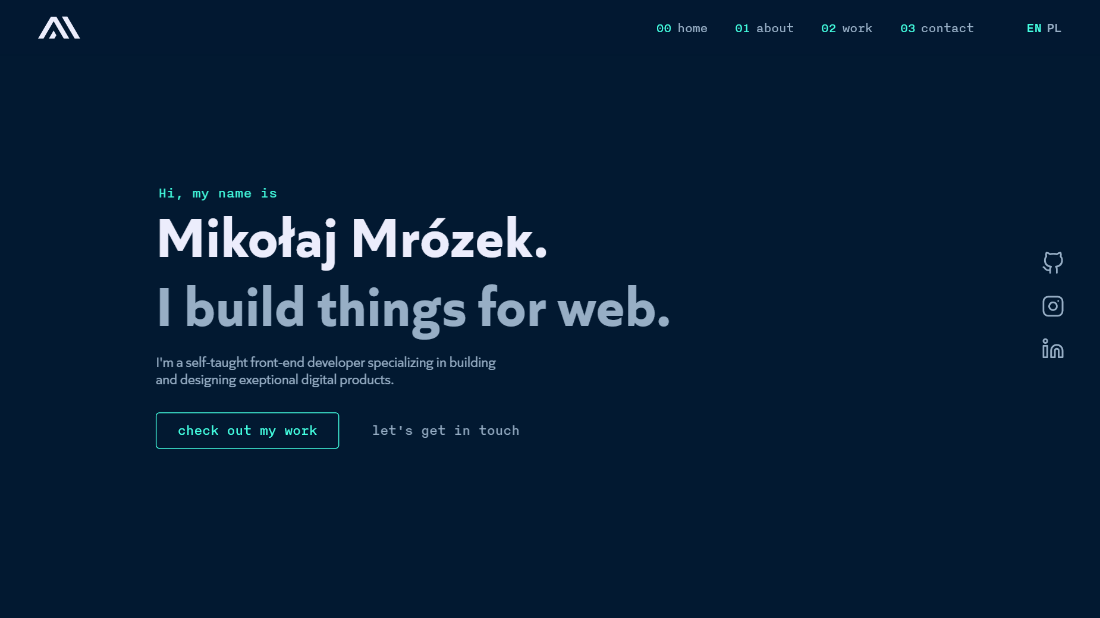 00 home 01 about 02 work 03 contact EN PL
Hi, my name is
Mikołaj Mrózek.
I build things for web.
I'm a self-taught front-end developer specializing in building
and designing exeptional digital products.
check out my work let's get in touch